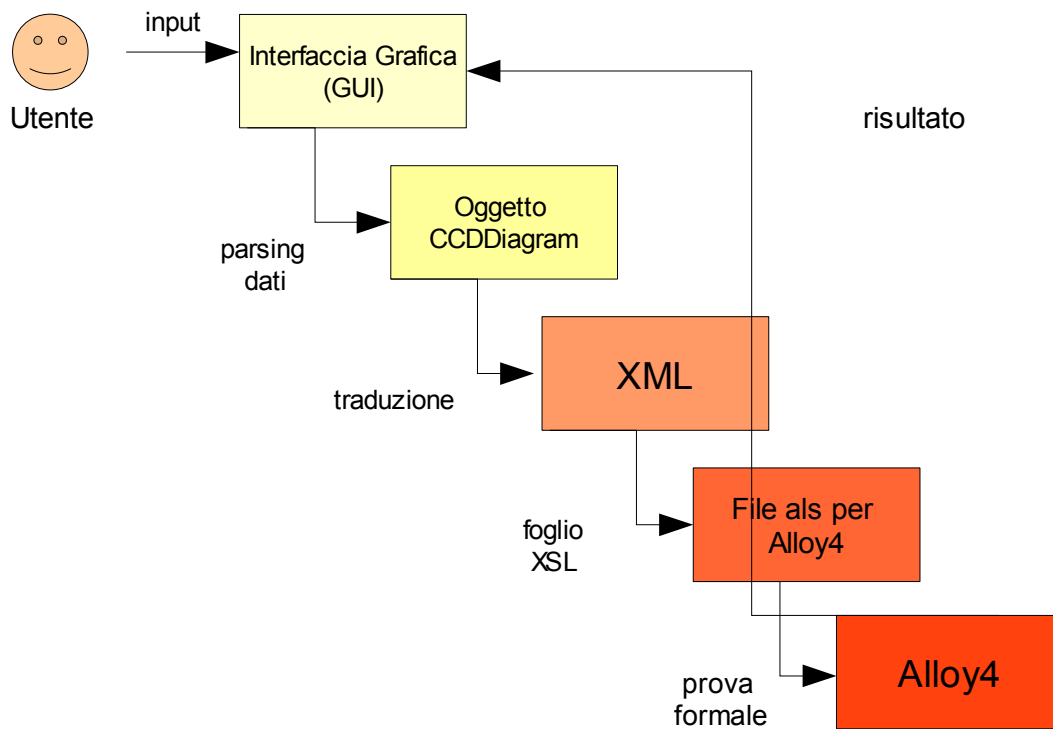 input
Interfaccia Grafica
(GUI)
Utente
risultato
Oggetto
CCDDiagram
parsing
dati
XML
traduzione
File als per
Alloy4
foglio
XSL
Alloy4
prova
formale